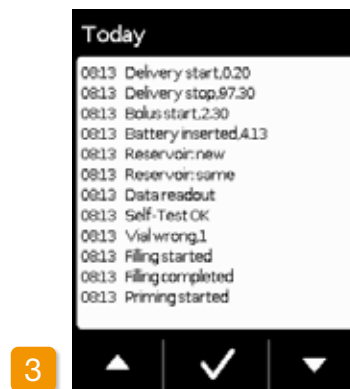 Today
08:13 Delivery start,0.20
08:13 Delivery stop,97.30
08:13 Bolus start,2.30
08:13 Battery inserted,4.13
08:13 Reservoir: new
08:13 Reservoir: same
08:13 Data readout
08:13 Self-Test OK
08:13 Vial wrong,1
08:13 Filling started
08:13 Filling completed
08:13 Priming started
3